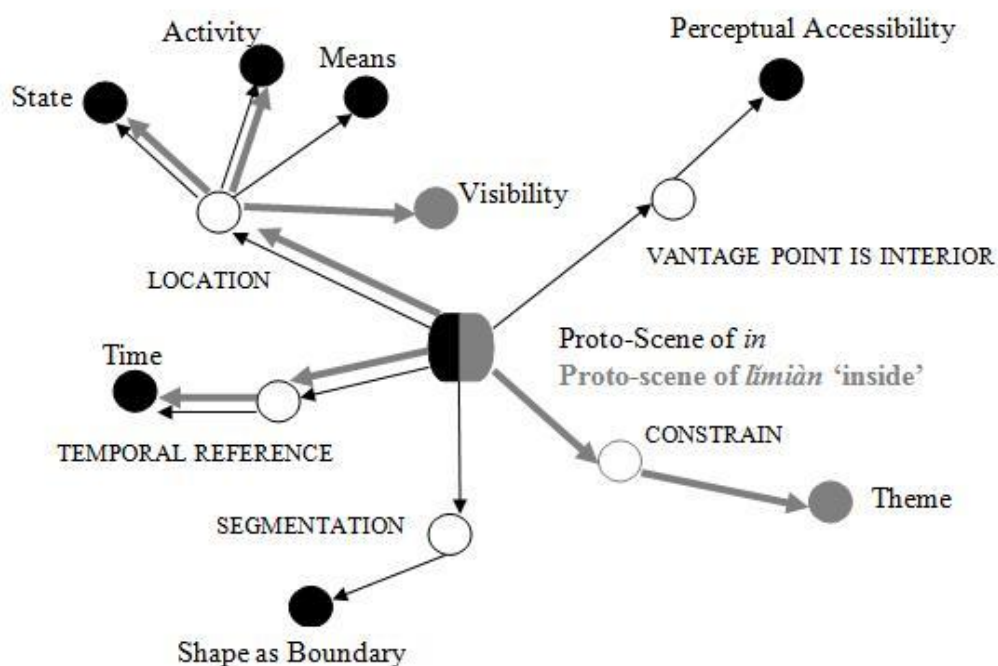 Activity
Means
State
Perceptual Accessibility
Visibility
LOCATION
VANTAGE POINT IS INTERIOR
Time
Proto-Scene of in
Proto-scene of lǐmiàn ‘inside’
TEMPORAL REFERENCE
CONSTRAIN
SEGMENTATION
Theme
Shape as Boundary